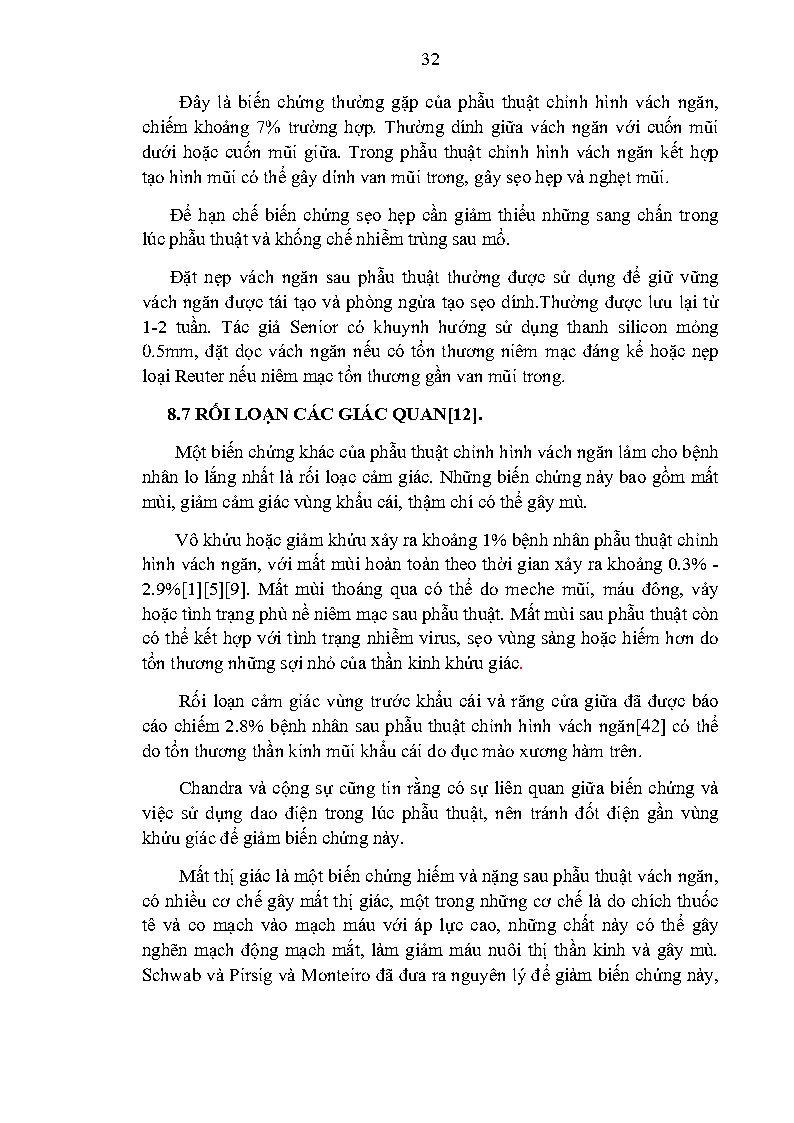 32
Đây là biến chứng thường gặp của phẫu thuật chỉnh hình vách ngăn,
chiếm khoảng 7% trường hợp. Thường dính giữa vách ngăn với cuốn mũi
dưới hoặc cuốn mũi giữa. Trong phẫu thuật chỉnh hình vách ngăn kết hợp
tạo hình mũi có thể gây dính van mũi trong, gây sẹo hẹp và nghẹt mũi.
Để hạn chế biến chứng sẹo hẹp cần giảm thiểu những sang chấn trong
lúc phẫu thuật và khống chế nhiễm trùng sau mổ.
Đặt nẹp vách ngăn sau phẫu thuật thường được sử dụng để giữ vững
vách ngăn được tái tạo và phòng ngừa tạo sẹo dính.Thường được lưu lại từ
1-2 tuần. Tác giả Senior có khuynh hướng sử dụng thanh silicon mỏng
0.5mm, đặt dọc vách ngăn nếu có tổn thương niêm mạc đáng kể hoặc nẹp
loại Reuter nếu niêm mạc tổn thương gần van mũi trong.
8.7 RỐI LOẠN CÁC GIÁC QUAN[12].
Một biến chứng khác của phẫu thuật chỉnh hình vách ngăn làm cho bệnh
nhân lo lắng nhất là rối loạc cảm giác. Những biến chứng này bao gồm mất
mùi, giảm cảm giác vùng khẩu cái, thậm chí có thể gây mù.
Vô khứu hoặc giảm khứu xảy ra khoảng 1% bệnh nhân phẫu thuật chỉnh
hình vách ngăn, với mất mùi hoàn toàn theo thời gian xảy ra khoảng 0.3% -
2.9%[1][5][9]. Mất mùi thoáng qua có thể do meche mũi, máu đông, vảy
hoặc tình trạng phù nề niêm mạc sau phẫu thuật. Mất mùi sau phẫu thuật còn
có thể kết hợp với tình trạng nhiễm virus, sẹo vùng sàng hoặc hiếm hơn do
tổn thương những sợi nhỏ của thần kinh khứu giác.
Rối loạn cảm giác vùng trước khẩu cái và răng cửa giữa đã được báo
cáo chiếm 2.8% bệnh nhân sau phẫu thuật chỉnh hình vách ngăn[42] có thể
do tổn thương thần kinh mũi khẩu cái do đục mào xương hàm trên.
Chandra và cộng sự cũng tin rằng có sự liên quan giữa biến chứng và
việc sử dụng dao điện trong lúc phẫu thuật, nên tránh đốt điện gần vùng
khứu giác để giảm biến chứng này.
Mất thị giác là một biến chứng hiếm và nặng sau phẫu thuật vách ngăn,
có nhiều cơ chế gây mất thị giác, một trong những cơ chế là do chích thuốc
tê và co mạch vào mạch máu với áp lực cao, những chất này có thể gây
nghẽn mạch động mạch mắt, làm giảm máu nuôi thị thần kinh và gây mù.
Schwab và Pirsig và Monteiro đã đưa ra nguyên lý để giảm biến chứng này,